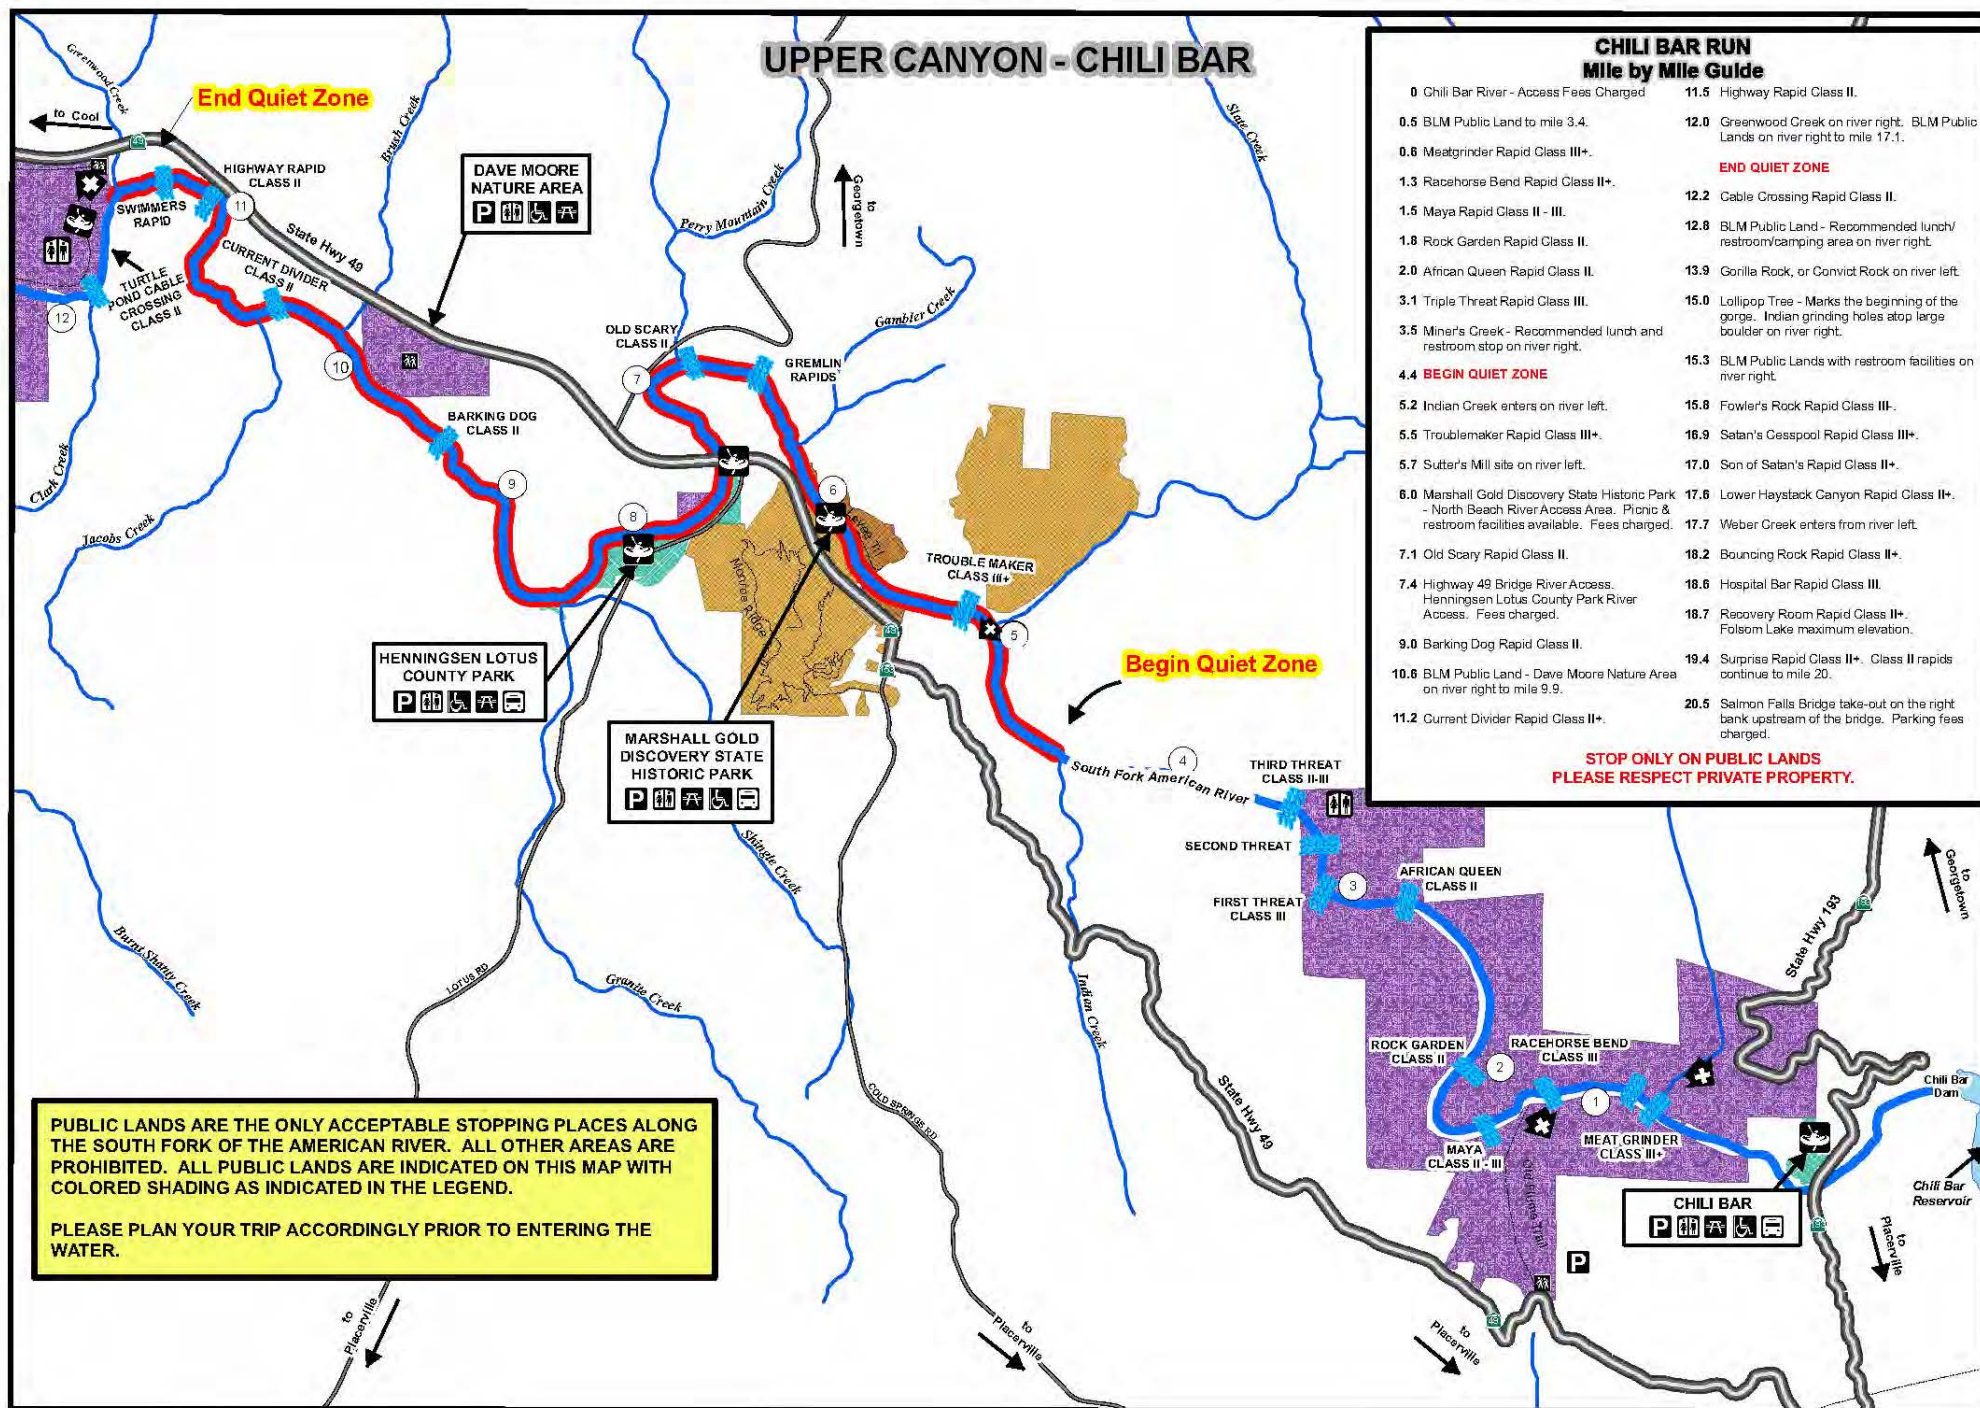 UPPER CANYON - CHILI BAR
CHILI BAR RUN
Mile by Mile Guide
0 Chili Bar River - Access Fees Charged
0.5 BLM Public Land to mile 3.4.
0.6 Meatgrinder Rapid Class III+.
1.3 Racehorse Bend Rapid Class II+.
1.5 Maya Rapid Class II - III.
1.8 Rock Garden Rapid Class II.
2.0 African Queen Rapid Class II.
3.1 Triple Threat Rapid Class III.
3.5 Miner's Creek - Recommended lunch and
restroom stop on river right.
4.4 BEGIN QUIET ZONE
5.2 Indian Creek enters on river left.
5.5 Troublemaker Rapid Class III+.
5.7 Sutter's Mill site on river left.
6.0 Marshall Gold Discovery State Historic Park
- North Beach River Access Area. Picnic &
restroom facilities available. Fees charged.
7.1 Old Scary Rapid Class II.
7.4 Highway 49 Bridge River Access.
Henningsen Lotus County Park River
Access. Fees charged.
9.0 Barking Dog Rapid Class II.
10.6 BLM Public Land - Dave Moore Nature Area
on river right to mile 9.9.
11.2 Current Divider Rapid Class II+.
11.5 Highway Rapid Class II.
12.0 Greenwood Creek on river right. BLM Public
Lands on river right to mile 17.1.
END QUIET ZONE
12.2 Cable Crossing Rapid Class II.
12.8 BLM Public Land - Recommended lunch/
restroom/camping area on river right.
13.9 Gorilla Rock, or Convict Rock on river left.
15.0 Lollipop Tree - Marks the beginning of the
gorge. Indian grinding holes atop large
boulder on river right.
15.3 BLM Public Lands with restroom facilities on
river right.
15.8 Fowler's Rock Rapid Class III-.
16.9 Satan's Cesspool Rapid Class III+.
17.0 Son of Satan's Rapid Class II+.
17.6 Lower Haystack Canyon Rapid Class II+.
17.7 Weber Creek enters from river left.
18.2 Bouncing Rock Rapid Class II+.
18.6 Hospital Bar Rapid Class III.
18.7 Recovery Room Rapid Class II+.
Folsom Lake maximum elevation.
19.4 Surprise Rapid Class II+. Class II rapids
continue to mile 20.
20.5 Salmon Falls Bridge take-out on the right
bank upstream of the bridge. Parking fees
charged.
STOP ONLY ON PUBLIC LANDS
PLEASE RESPECT PRIVATE PROPERTY.
Greenwood Creek
End Quiet Zone
to Cool
49
Brush Creek
HIGHWAY RAPID
CLASS II
11
SWIMMERS
RAPID
State Hwy 49
CURRENT DIVIDER
CLASS II
TURTLE
POND CABLE
CROSSING
CLASS II
12
DAVE MOORE
NATURE AREA
P
Perry Mountain Creek
to
Georgetown
State Creek
Gambler Creek
OLD SCARY
CLASS II
7
GREMLIN
RAPIDS
10
BARKING DOG
CLASS II
9
8
6
Clark Creek
Jacobs Creek
Levee Trl
Monroe Ridge
TROUBLE MAKER
CLASS III+
5
49
HENNINGSEN LOTUS
COUNTY PARK
P
MARSHALL GOLD
DISCOVERY STATE
HISTORIC PARK
P
Begin Quiet Zone
South Fork American River
4
THIRD THREAT
CLASS II-III
SECOND THREAT
3
FIRST THREAT
CLASS III
AFRICAN QUEEN
CLASS II
Shingle Creek
Burnt Shanty Creek
LOTUS RD
Granite Creek
Indian Creek
COLD SPRINGS RD
State Hwy 49
State Hwy 193
to
Georgetown
ROCK GARDEN
CLASS II
2
RACEHORSE BEND
CLASS III
1
MAYA
CLASS II - III
MEAT GRINDER
CLASS III+
Chili Bar
Dam
Chili Bar
Reservoir
CHILI BAR
P
P
49
to
Placerville
to
Placerville
to
Placerville
to
Placerville
PUBLIC LANDS ARE THE ONLY ACCEPTABLE STOPPING PLACES ALONG
THE SOUTH FORK OF THE AMERICAN RIVER. ALL OTHER AREAS ARE
PROHIBITED. ALL PUBLIC LANDS ARE INDICATED ON THIS MAP WITH
COLORED SHADING AS INDICATED IN THE LEGEND.
PLEASE PLAN YOUR TRIP ACCORDINGLY PRIOR TO ENTERING THE
WATER.